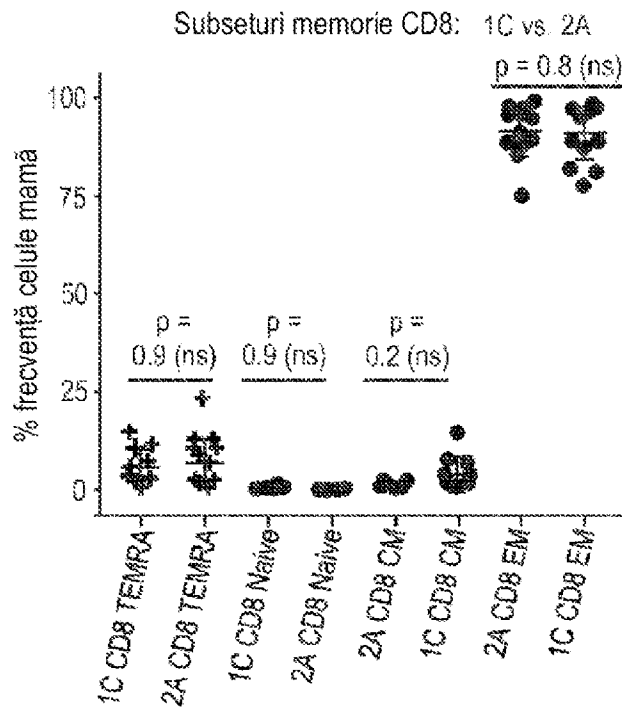 Subseturi memorie CD8: 1C vs. 2A
p = 0.8 (ns)
100
75
50
25
0
% frecvență celule mamă
p =
0.9 (ns)
p =
0.9 (ns)
p =
0.2 (ns)
1C CD8 TEMRA
2A CD8 TEMRA
1C CD8 Naive
2A CD8 Naive
2A CD8 CM
1C CD8 CM
2A CD8 EM
1C CD8 EM